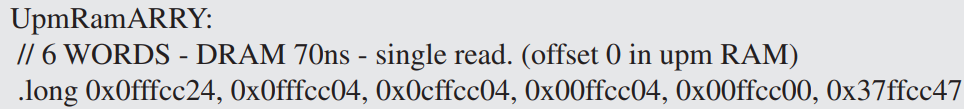 UpmRamARRY:
// 6 WORDS - DRAM 70ns - single read. (offset 0 in upm RAM)
.long 0x0fffcc24, 0x0fffcc04, 0x0cffcc04, 0x00ffcc04, 0x00ffcc00, 0x37ffcc47